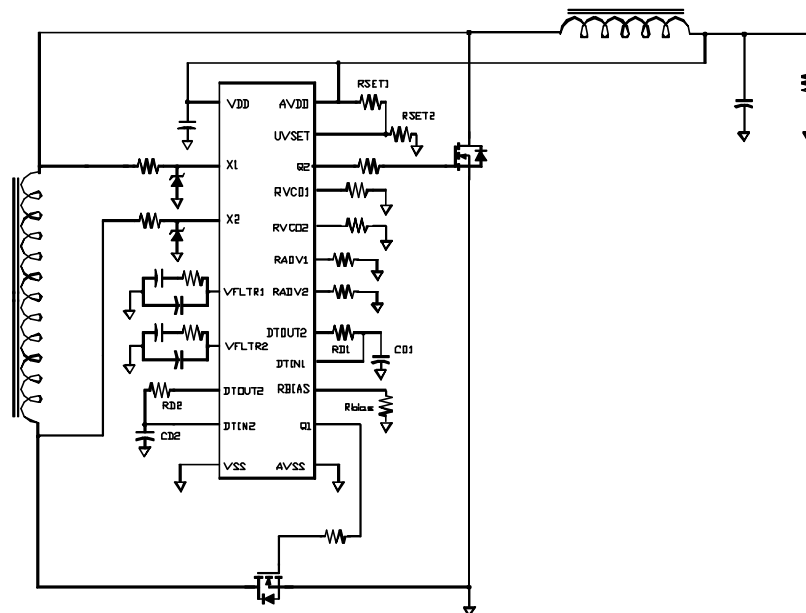 RSET1
VDD
AVDD
RSET2
UVSET
X1
Q2
RVCO1
X2
RVCO2
RADV1
VFLTR1
RADV2
DTOUT2
RD1
CD1
VFLTR2
DTIN1
DTOUT2
RBIAS
RD2
Rbias
DTIN2
Q1
CD2
VSS
AVSS